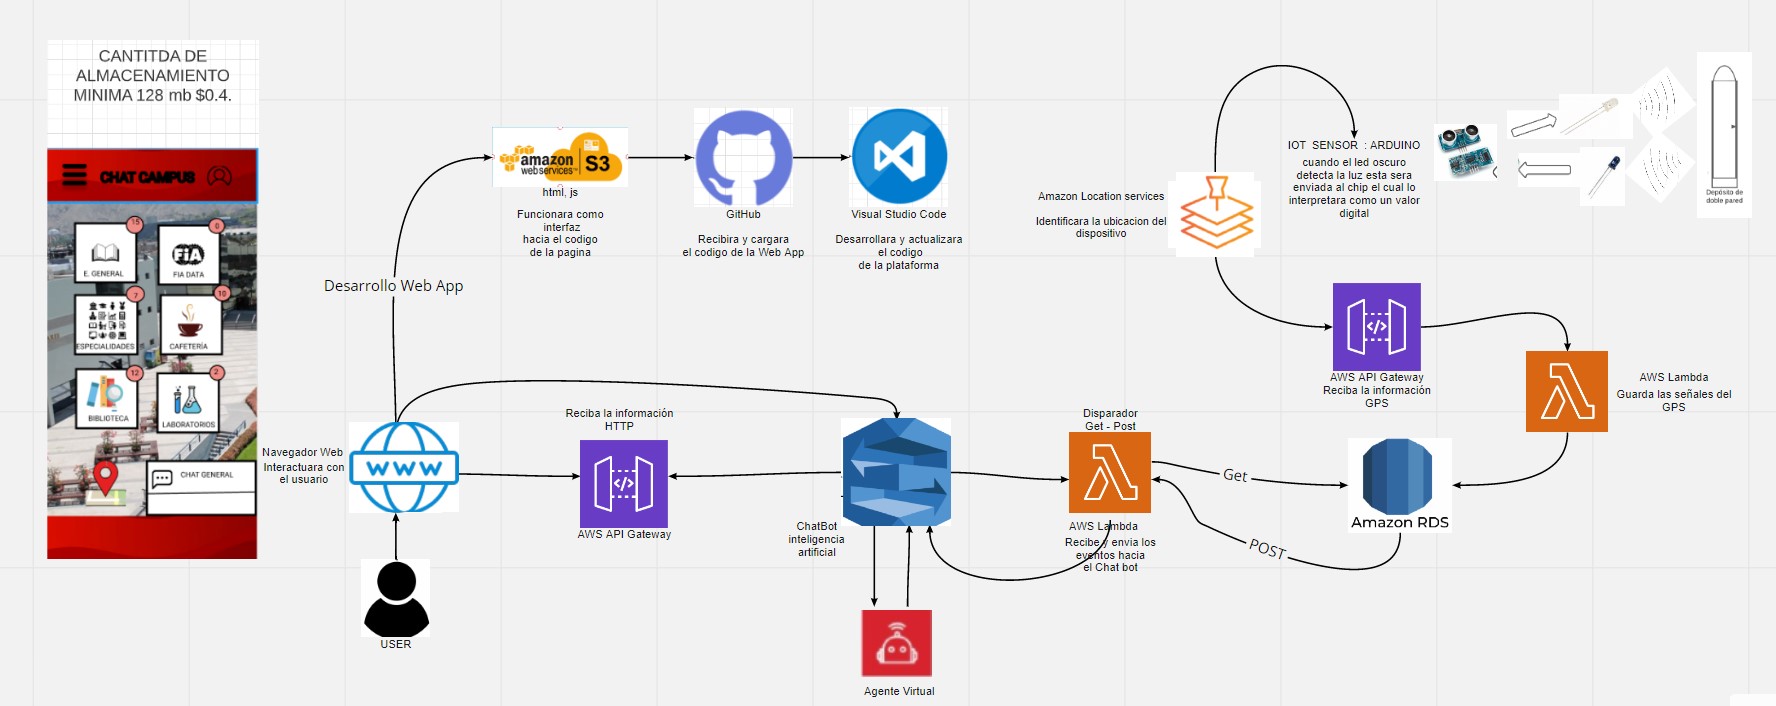 CANTITDA DE
ALMACENAMIENTO
MINIMA 128 mb $0.4.
CHAT CAMPUS
15
E. GENERAL
0
FIA
FIA DATA
7
ESPECIALIDADES
10
CAFETERÍA
12
BIBLIOTECA
2
LABORATORIOS
CHAT GENERAL
Desarrollo Web App
amazon
webservices
S3
html, js
Funcionara como
interfaz
hacia el codigo
de la pagina
GitHub
Recibira y cargara
el codigo de la Web App
Visual Studio Code
Desarrollara y actualizara
el codigo
de la plataforma
Navegador Web
Interactuara con
el usuario
WWW
USER
Reciba la información
HTTP
</>
AWS API Gateway
ChatBot
inteligencia
artificial
Agente Virtual
Disparador
Get - Post
AWS Lambda
Recibe y envia los
eventos hacia
el Chat bot
Get
POST
Amazon RDS
Amazon Location services
Identificara la ubicacion del
dispositivo
IOT SENSOR : ARDUINO
cuando el led oscuro
detecta la luz esta sera
enviada al chip el cual lo
interpretara como un valor
digital
Depósito de
doble pared
</>
AWS API Gateway
Reciba la información
GPS
AWS Lambda
Guarda las señales del
GPS